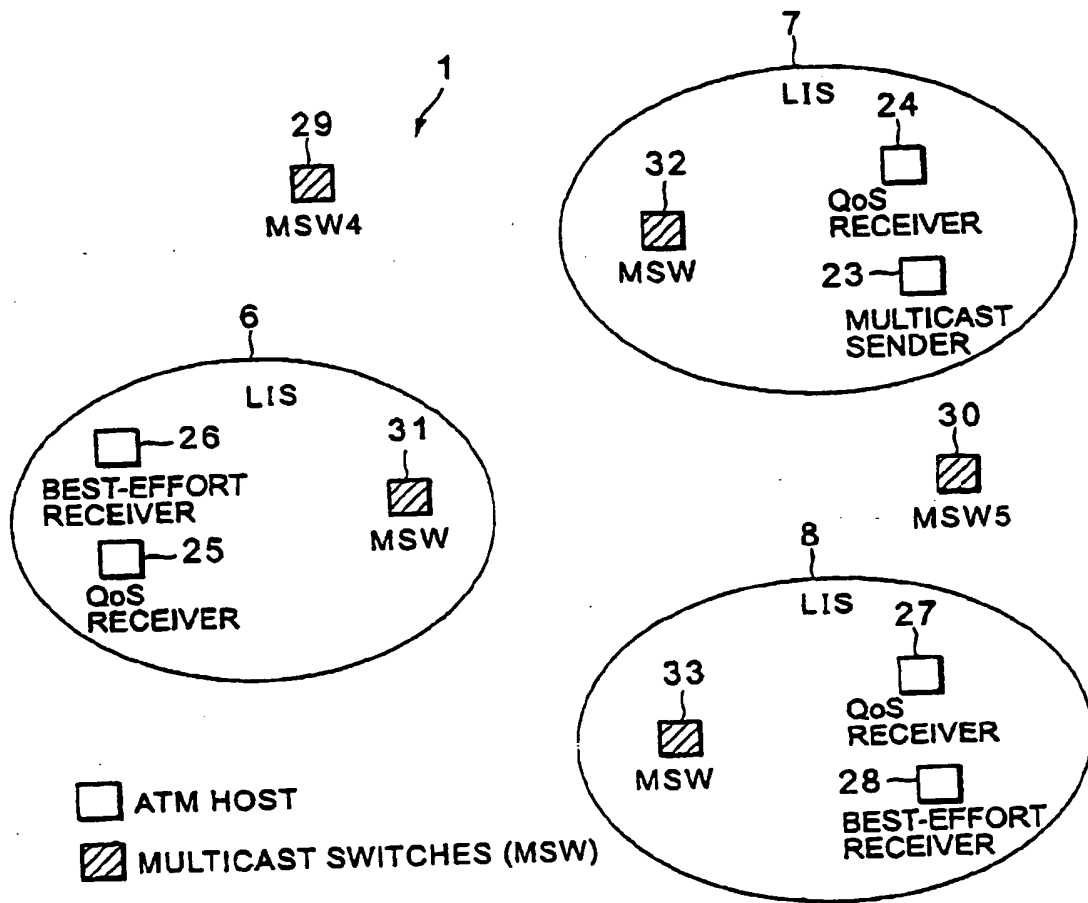 1
29
MSW4
7
LIS
24
QoS
RECEIVER
32
MSW
23
MULTICAST
SENDER
6
LIS
26
BEST-EFFORT
RECEIVER
25
QoS
RECEIVER
31
MSW
30
MSW5
8
LIS
27
QoS
RECEIVER
33
MSW
28
BEST-EFFORT
RECEIVER
ATM HOST
MULTICAST SWITCHES (MSW)